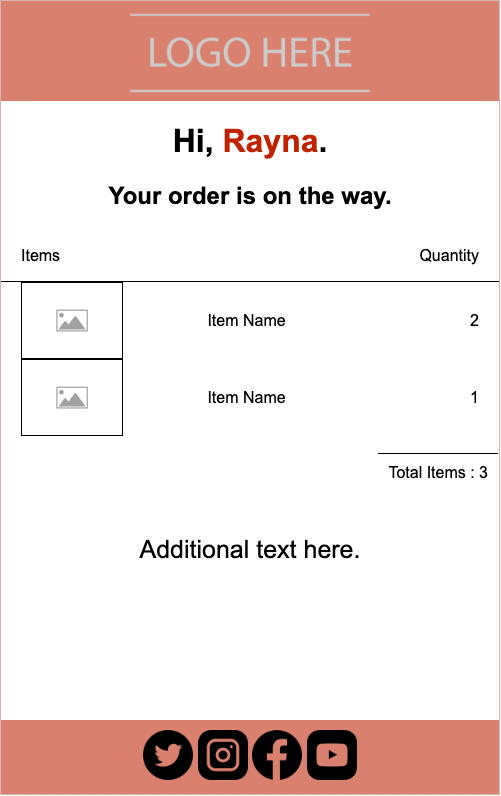 LOGO HERE
Hi, Rayna.
Your order is on the way.
Items Quantity
Item Name 2
Item Name 1
Total Items : 3
Additional text here.